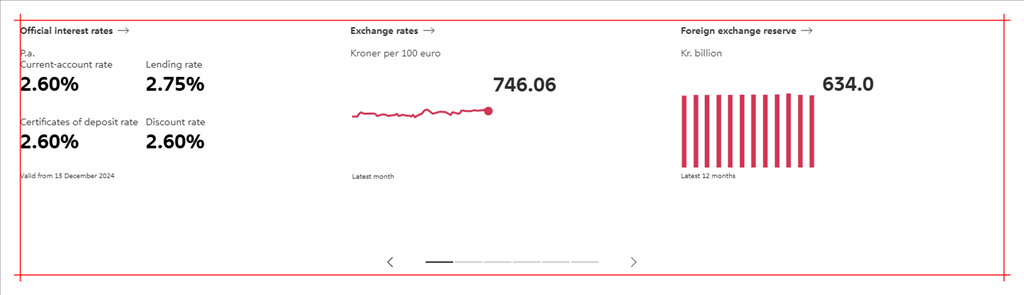 Official interest rates →
P.a.
Current-account rate
2.60%
Lending rate
2.75%
Certificates of deposit rate
2.60%
Discount rate
2.60%
Valid from 13 December 2024
Exchange rates →
Kroner per 100 euro
746.06
Latest month
Foreign exchange reserve →
Kr. billion
634.0
Latest 12 months